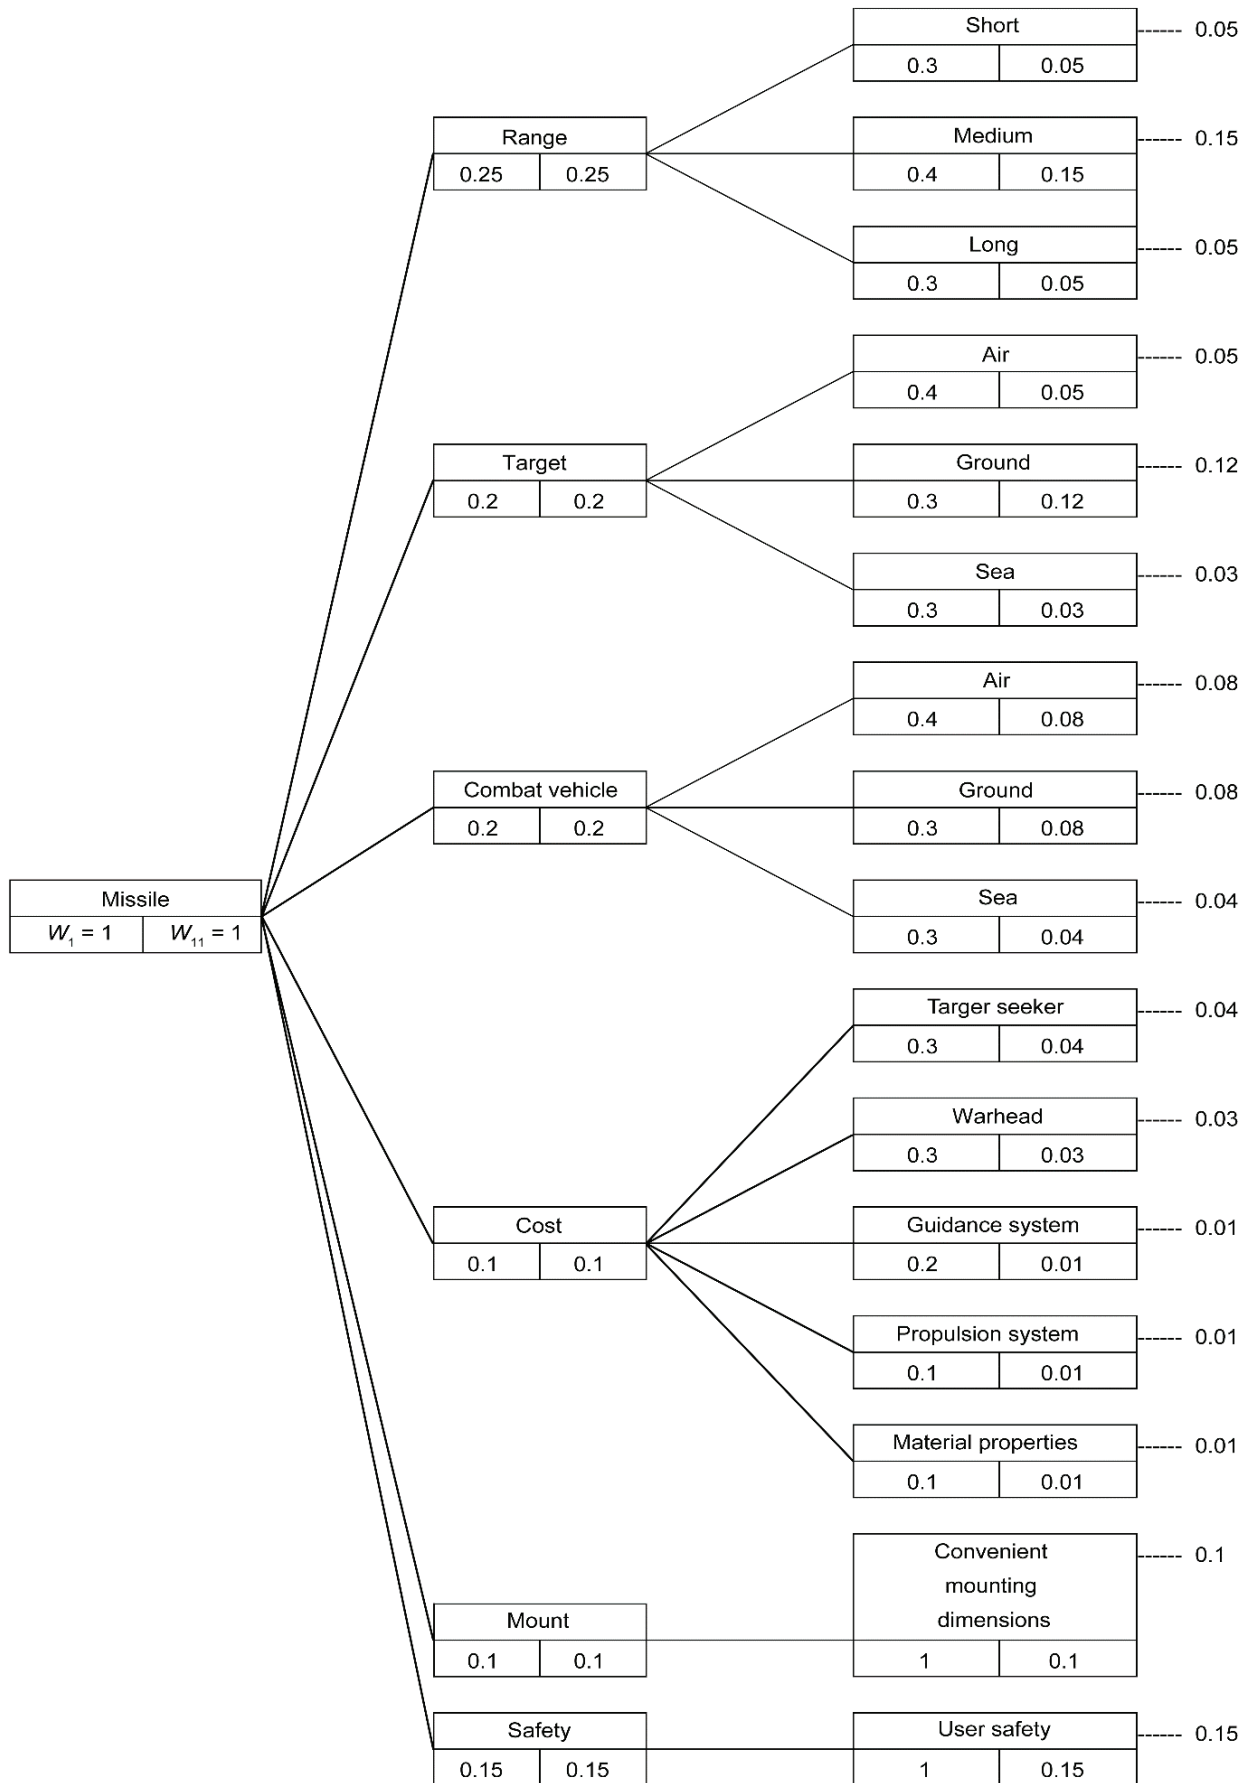 Short
0.05
0.3 0.05
Range
Medium
0.15
0.25 0.25
0.4 0.15
Long
0.05
0.3 0.05
Air
0.05
0.4 0.05
Target
Ground
0.12
0.2 0.2
0.3 0.12
Sea
0.03
0.3 0.03
Air
0.08
0.4 0.08
Combat vehicle
Ground
0.08
0.2 0.2
0.3 0.08
Missile
Sea
0.04
W₁ = 1 W₁₁ = 1
0.3 0.04
Targer seeker
0.04
0.3 0.04
Warhead
0.03
0.3 0.03
Cost
Guidance system
0.01
0.1 0.1
0.2 0.01
Propulsion system
0.01
0.1 0.01
Material properties
0.01
0.1 0.01
Convenient
0.1
mounting
dimensions
Mount
0.1 0.1
1 0.1
Safety
User safety
0.15
0.15 0.15
1 0.15